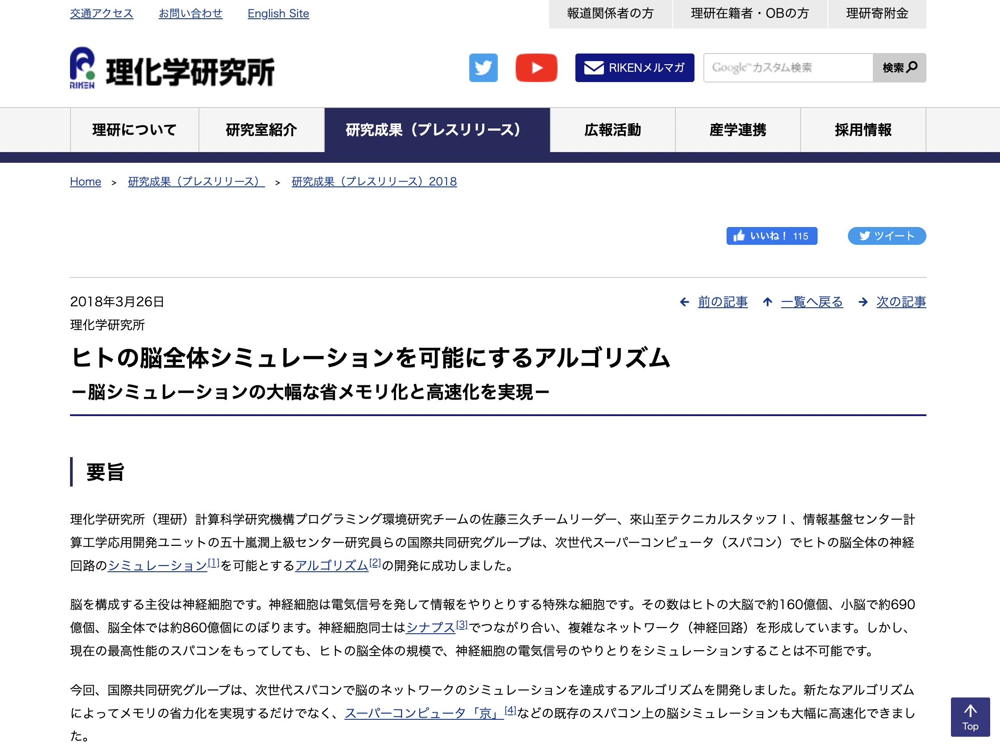 交通アクセス お問い合わせ English Site 報道関係者の方 理研在籍者・OBの方 理研寄附金
RIKEN 理化学研究所 RIKENメルマガ Google™カスタム検索 検索
理研について 研究室紹介 研究成果（プレスリリース） 広報活動 産学連携 採用情報
Home > 研究成果（プレスリリース） > 研究成果（プレスリリース）2018
いいね！ 115 ツイート
2018年3月26日 ← 前の記事 ↑ 一覧へ戻る → 次の記事
理化学研究所
ヒトの脳全体シミュレーションを可能にするアルゴリズム
－脳シミュレーションの大幅な省メモリ化と高速化を実現－
要旨
理化学研究所（理研）計算科学研究機構プログラミング環境研究チームの佐藤三久チームリーダー、來山至テクニカルスタッフⅠ、情報基盤センター計
算工学応用開発ユニットの五十嵐潤上級センター研究員らの国際共同研究グループは、次世代スーパーコンピュータ（スパコン）でヒトの脳全体の神経
回路のシミュレーション[1]を可能とするアルゴリズム[2]の開発に成功しました。
脳を構成する主役は神経細胞です。神経細胞は電気信号を発して情報をやりとりする特殊な細胞です。その数はヒトの大脳で約160億個、小脳で約690
億個、脳全体では約860億個にのぼります。神経細胞同士はシナプス[3]でつながり合い、複雑なネットワーク（神経回路）を形成しています。しかし、
現在の最高性能のスパコンをもってしても、ヒトの脳全体の規模で、神経細胞の電気信号のやりとりをシミュレーションすることは不可能です。
今回、国際共同研究グループは、次世代スパコンで脳のネットワークのシミュレーションを達成するアルゴリズムを開発しました。新たなアルゴリズム
によってメモリの省力化を実現するだけでなく、スーパーコンピュータ「京」[4]などの既存のスパコン上の脳シミュレーションも大幅に高速化できまし
た。
Top